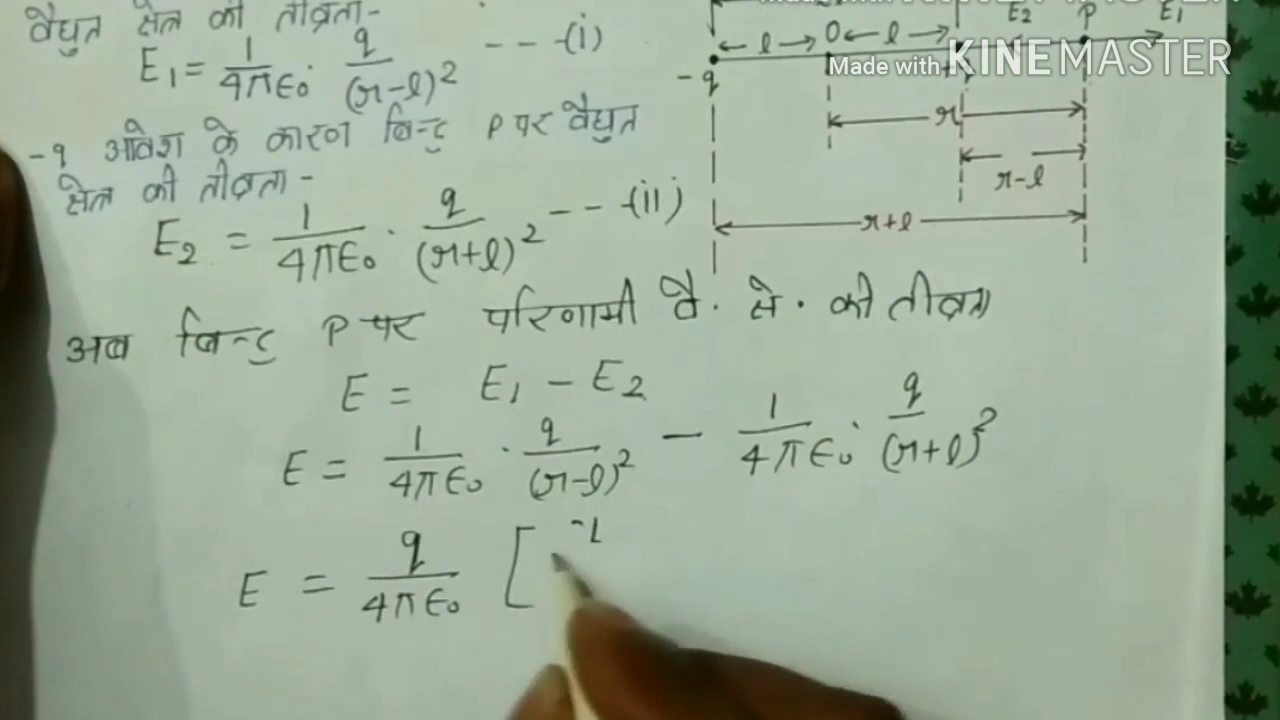 वैद्युत क्षेत्र की तीव्रता-
E₁ = 1/4πε₀ · q/(r-l)² --- (i)
-q आवेश के कारण बिन्दु P पर वैद्युत
क्षेत्र की तीव्रता-
E₂ = 1/4πε₀ · q/(r+l)² --- (ii)
अब बिन्दु P पर परिणामी वै. क्षे. की तीव्रता
E = E₁ - E₂
E = 1/4πε₀ · q/(r-l)² - 1/4πε₀ · q/(r+l)²
E = q/4πε₀ [
E₂ P E₁
l O l
-q
Made with KINEMASTER
r
r-l
r+l